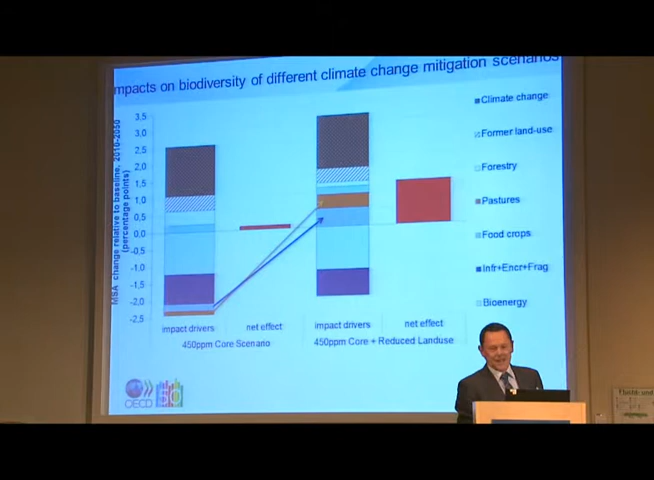 mpacts on biodiversity of different climate change mitigation scenarios
MSA change relative to baseline, 2010-2050
(percentage points)
3,5
3,0
2,5
2,0
1,5
1,0
0,5
0,0
-0,5
-1,0
-1,5
-2,0
-2,5
impact drivers
net effect
impact drivers
net effect
450ppm Core Scenario
450ppm Core + Reduced Landuse
Climate change
Former land-use
Forestry
Pastures
Food crops
Infr+Encr+Frag
Bioenergy
OECD